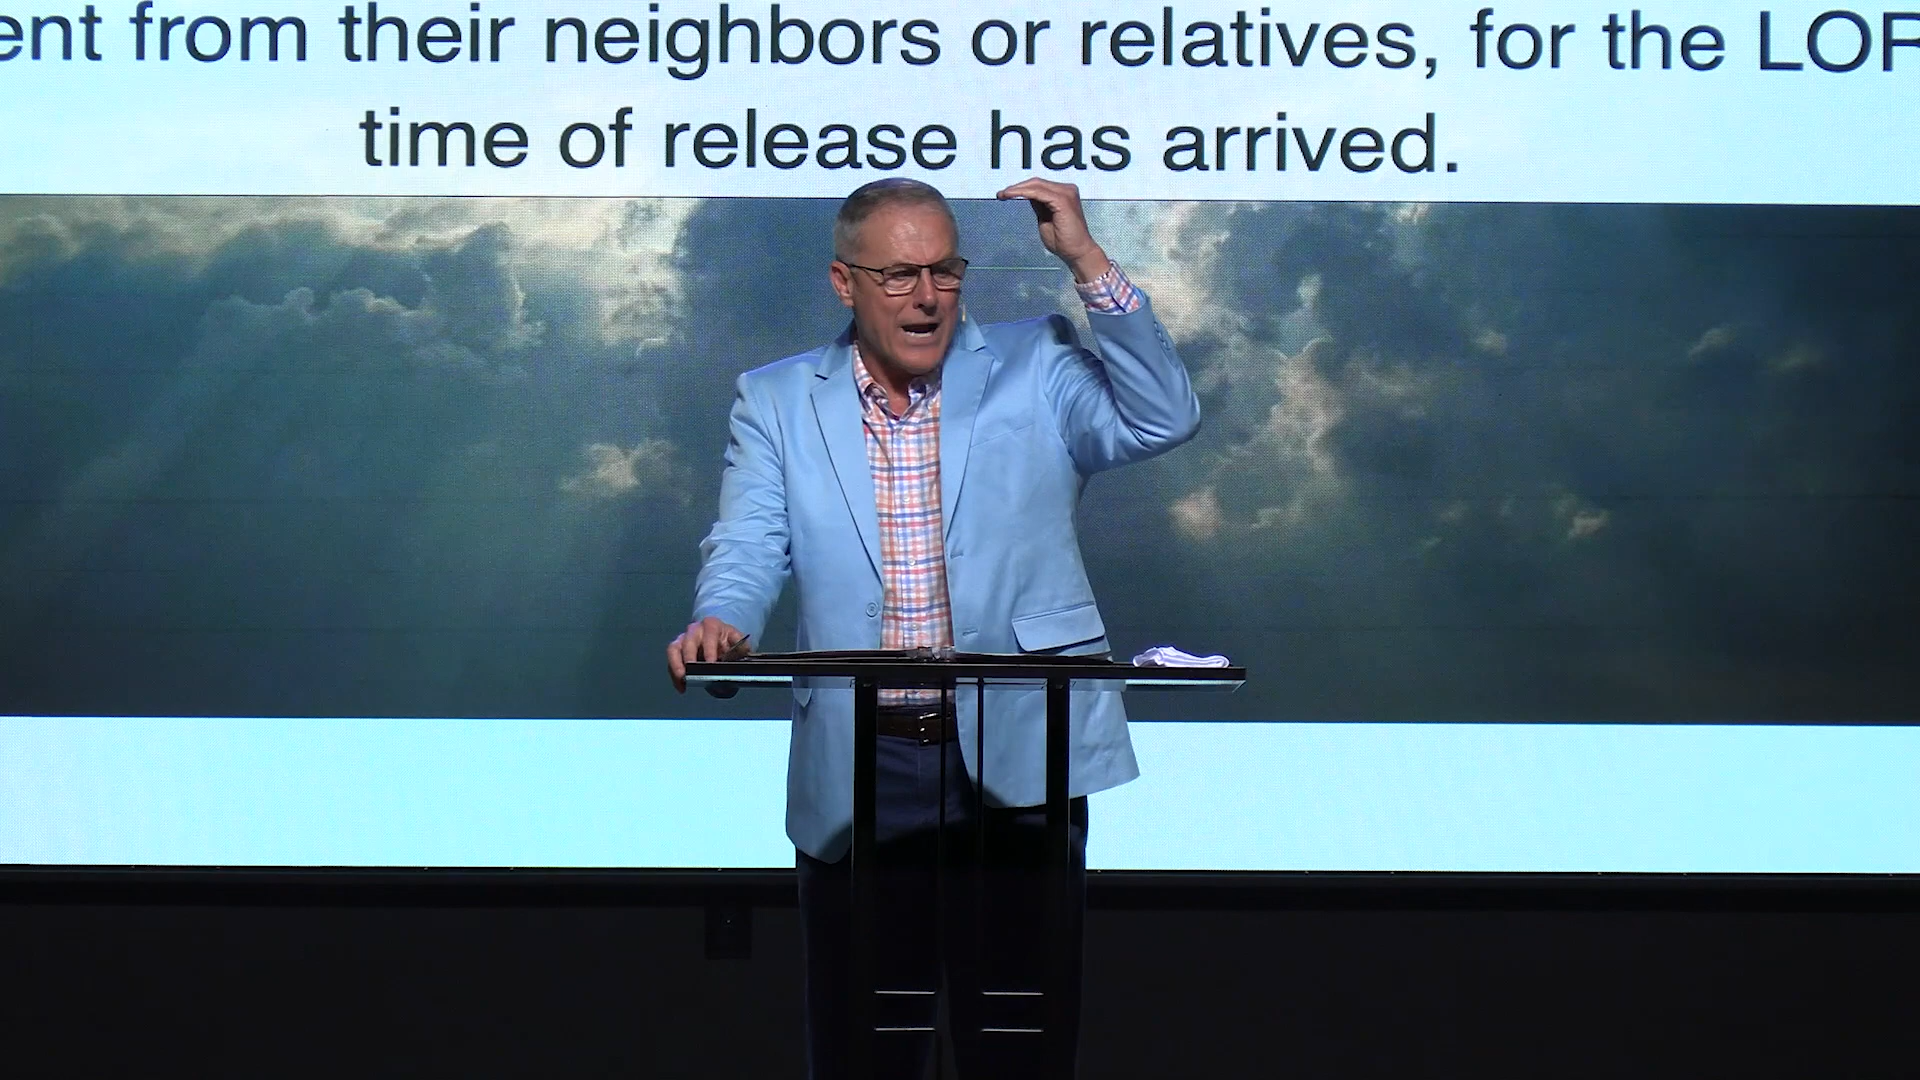 ent from their neighbors or relatives, for the LOR
time of release has arrived.